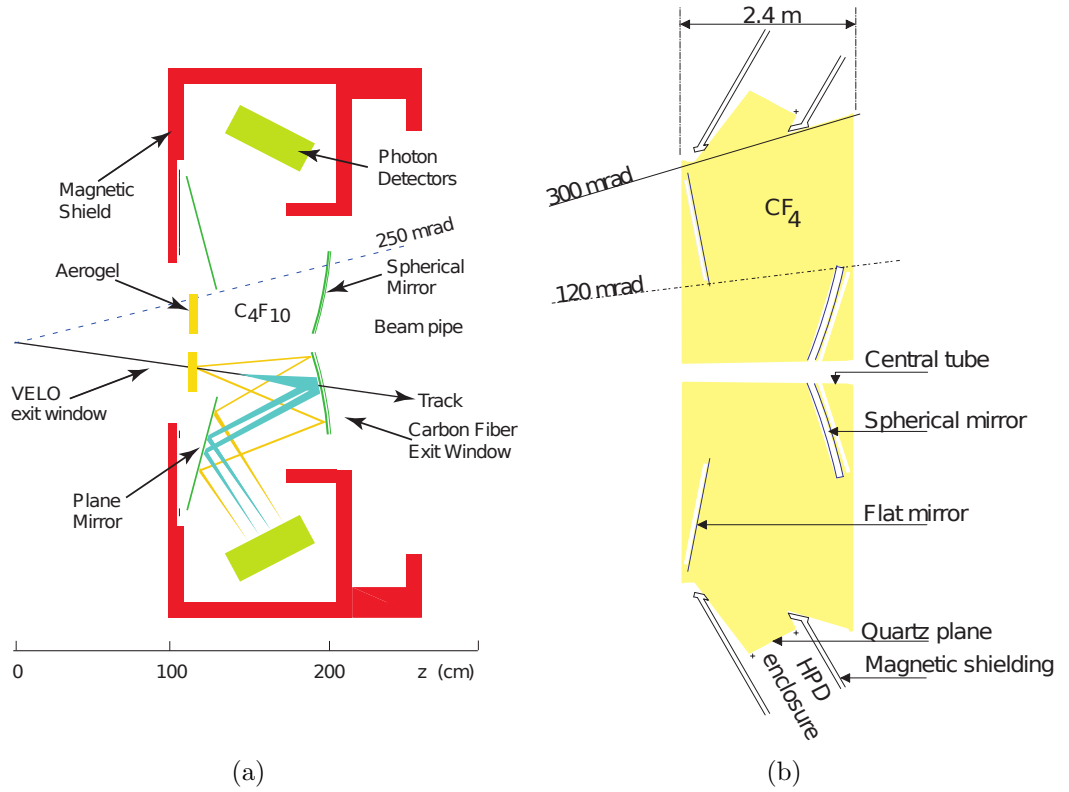 Magnetic
Shield
Photon
Detectors
250 mrad
Aerogel
C4F10
Spherical
Mirror
Beam pipe
VELO
exit window
Track
Carbon Fiber
Exit Window
Plane
Mirror
0
100
200
z (cm)
(a)
2.4 m
300 mrad
CF4
120 mrad
Central tube
Spherical mirror
Flat mirror
Quartz plane
Magnetic shielding
HPD
enclosure
(b)